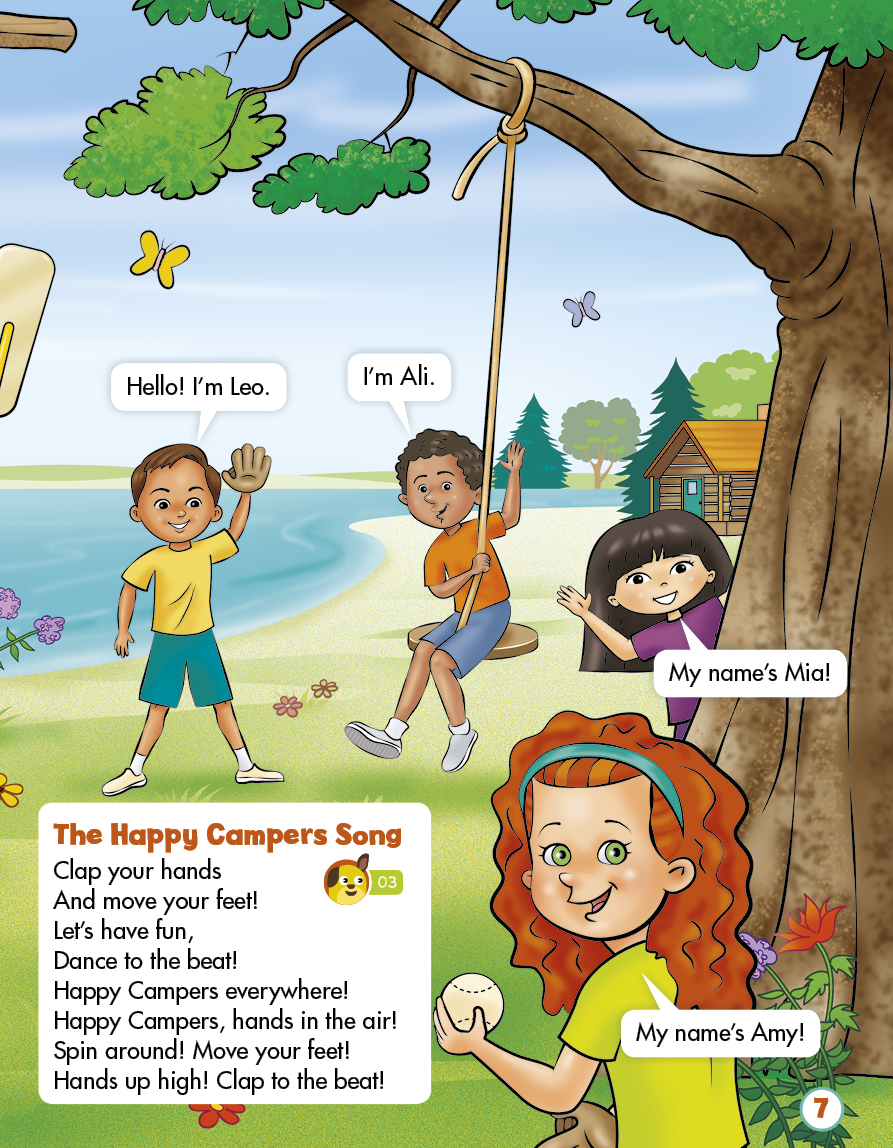 Hello! I'm Leo.
I'm Ali.
My name's Mia!
My name's Amy!
The Happy Campers Song
03
Clap your hands
And move your feet!
Let's have fun,
Dance to the beat!
Happy Campers everywhere!
Happy Campers, hands in the air!
Spin around! Move your feet!
Hands up high! Clap to the beat!
7